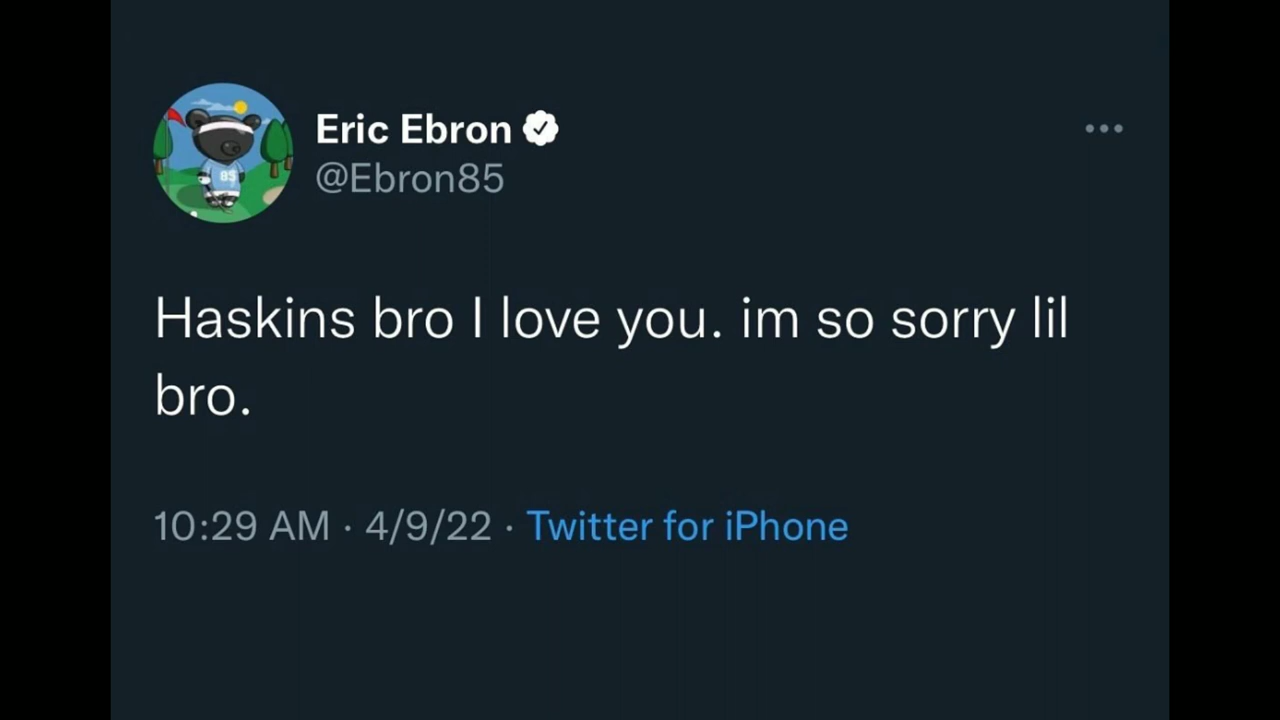 Eric Ebron
@Ebron85
85
Haskins bro I love you. im so sorry lil
bro.
10:29 AM · 4/9/22 · Twitter for iPhone